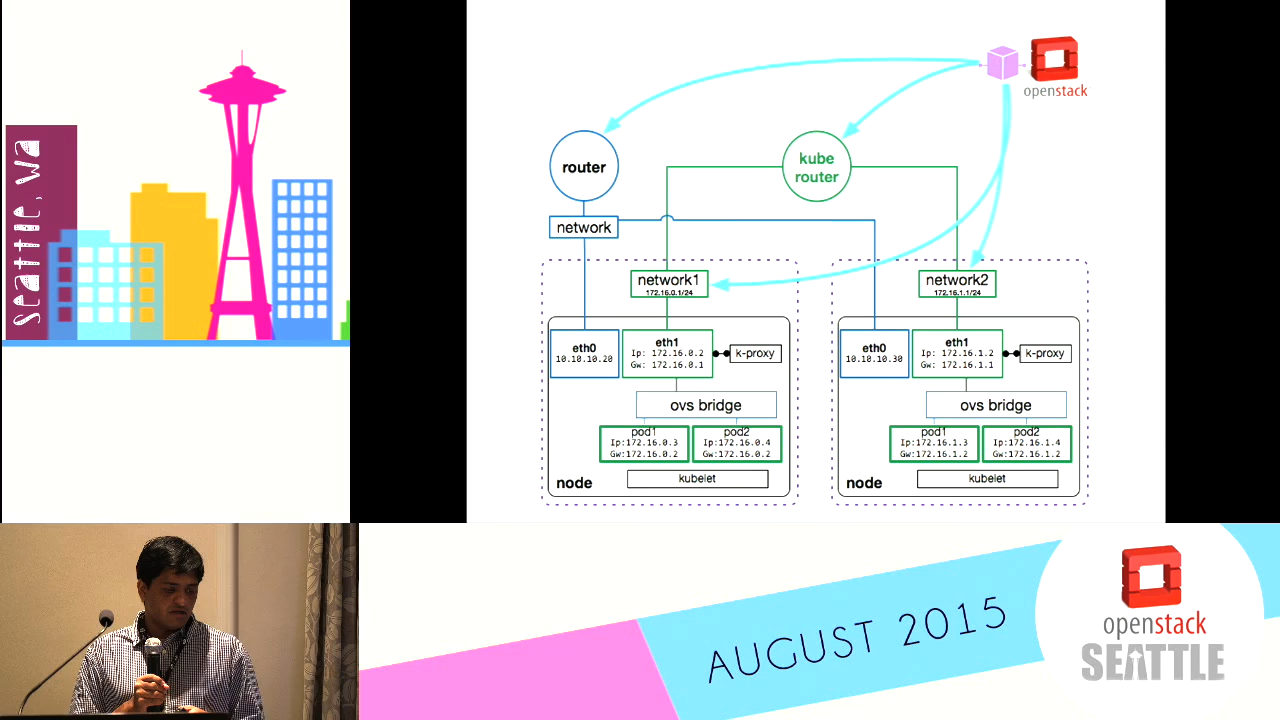 Seattle, WA
openstack
router
kube
router
network
network1
172.16.0.1/24
network2
172.16.1.1/24
eth0
10.10.10.20
eth1
Ip: 172.16.0.2
Gw: 172.16.0.1
k-proxy
ovs bridge
pod1
Ip:172.16.0.3
Gw:172.16.0.2
pod2
Ip:172.16.0.4
Gw:172.16.0.2
kubelet
node
eth0
10.10.10.30
eth1
Ip: 172.16.1.2
Gw: 172.16.1.1
k-proxy
ovs bridge
pod1
Ip:172.16.1.3
Gw:172.16.1.2
pod2
Ip:172.16.1.4
Gw:172.16.1.2
kubelet
node
AUGUST 2015
openstack
SEATTLE